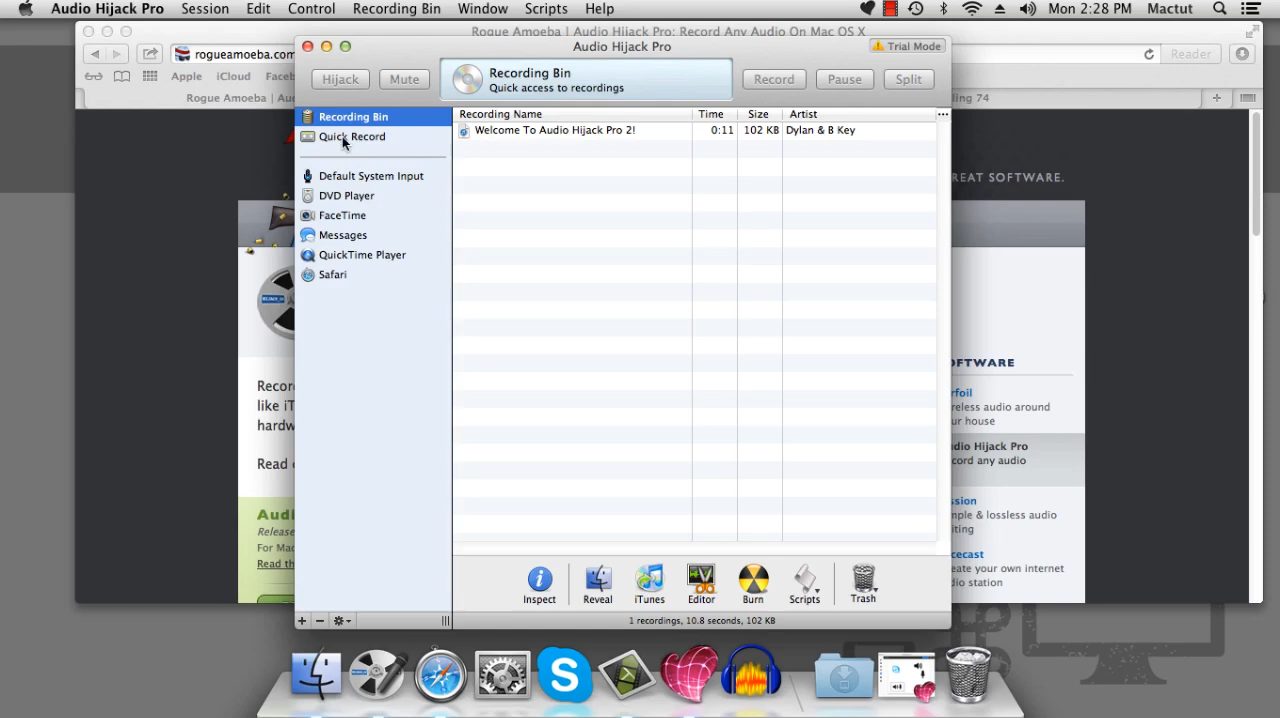 Audio Hijack Pro Session Edit Control Recording Bin Window Scripts Help Mon 2:28 PM Mactut
Rogue Amoeba | Audio Hijack Pro: Record Any Audio On Mac OS X
Audio Hijack Pro
Trial Mode
rogueamoeba.com
Reader
Hijack Mute
Recording Bin
Quick access to recordings
Record Pause Split
Apple iCloud
Rogue Amoeba |
74
Recording Bin
Quick Record
Default System Input
DVD Player
FaceTime
Messages
QuickTime Player
Safari
Recording Name Time Size Artist
Welcome To Audio Hijack Pro 2! 0:11 102 KB Dylan & B Key
REAT SOFTWARE.
HIJACK
Recor
like iT
hardw
Read
Audi
Release
For Mac
Read th
OFTWARE
rfoil
reless audio around
our house
dio Hijack Pro
cord any audio
ssion
mple & lossless audio
iting
cecast
eate your own internet
dio station
Inspect Reveal iTunes Editor Burn Scripts Trash
1 recordings, 10.8 seconds, 102 KB